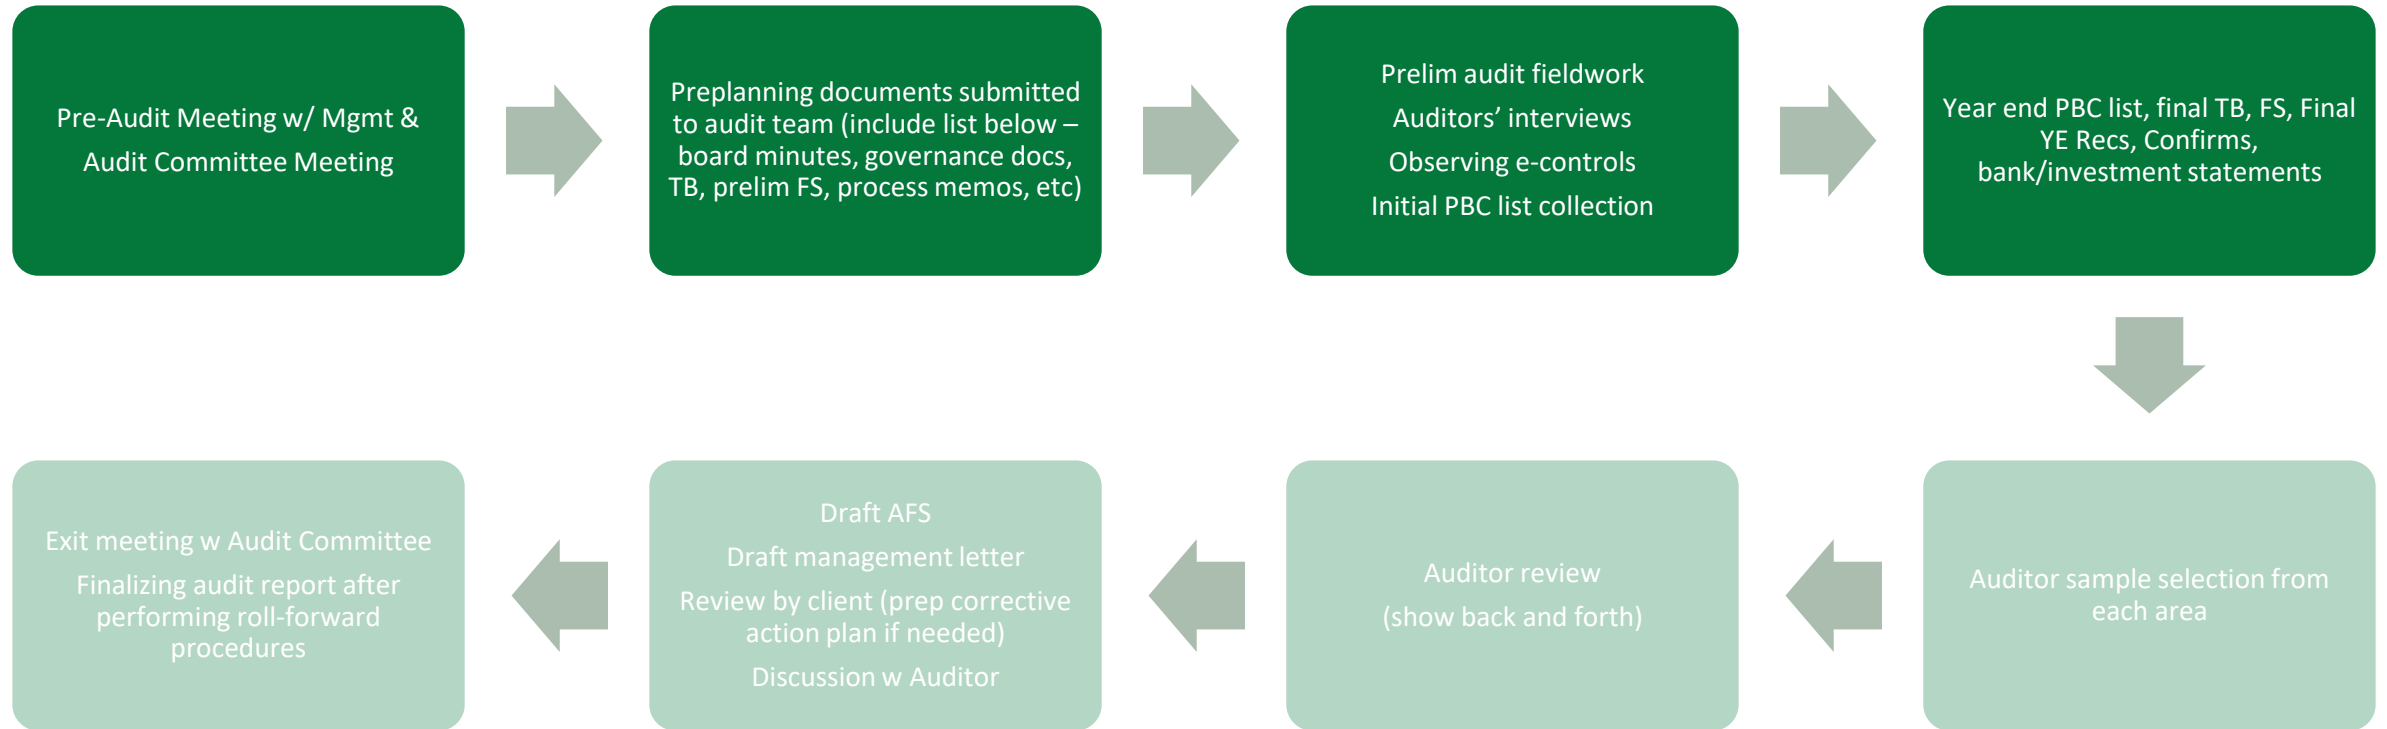 Pre-Audit Meeting w/ Mgmt &
Audit Committee Meeting
Preplanning documents submitted
to audit team (include list below –
board minutes, governance docs,
TB, prelim FS, process memos, etc)
Prelim audit fieldwork
Auditors’ interviews
Observing e-controls
Initial PBC list collection
Year end PBC list, final TB, FS, Final
YE Recs, Confirms,
bank/investment statements
Auditor sample selection from
each area
Auditor review
(show back and forth)
Draft AFS
Draft management letter
Review by client (prep corrective
action plan if needed)
Discussion w Auditor
Exit meeting w Audit Committee
Finalizing audit report after
performing roll-forward
procedures